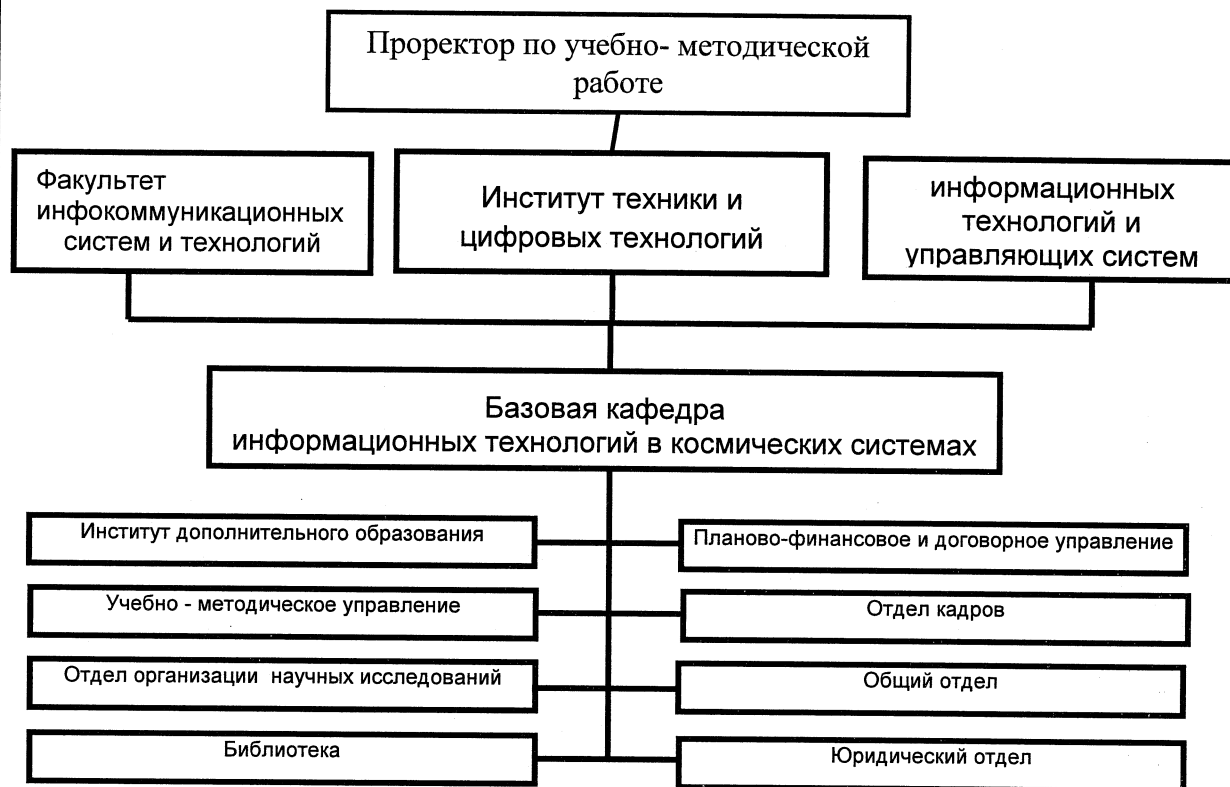 Проректор по учебно- методической
работе
Факультет
инфокоммуникационных
систем и технологий
Институт техники и
цифровых технологий
информационных
технологий и
управляющих систем
Базовая кафедра
информационных технологий в космических системах
Институт дополнительного образования
Планово-финансовое и договорное управление
Учебно - методическое управление
Отдел кадров
Отдел организации научных исследований
Общий отдел
Библиотека
Юридический отдел